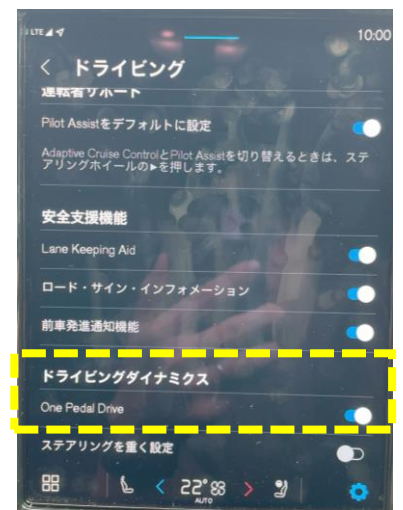 LTE 10:00
ドライビング
運転者サポート
Pilot Assistをデフォルトに設定
Adaptive Cruise ControlとPilot Assistを切り替えるときは、ステ
アリングホイールの▶を押します。
安全支援機能
Lane Keeping Aid
ロード・サイン・インフォメーション
前車発進通知機能
ドライビングダイナミクス
One Pedal Drive
ステアリングを重く設定
22°
AUTO